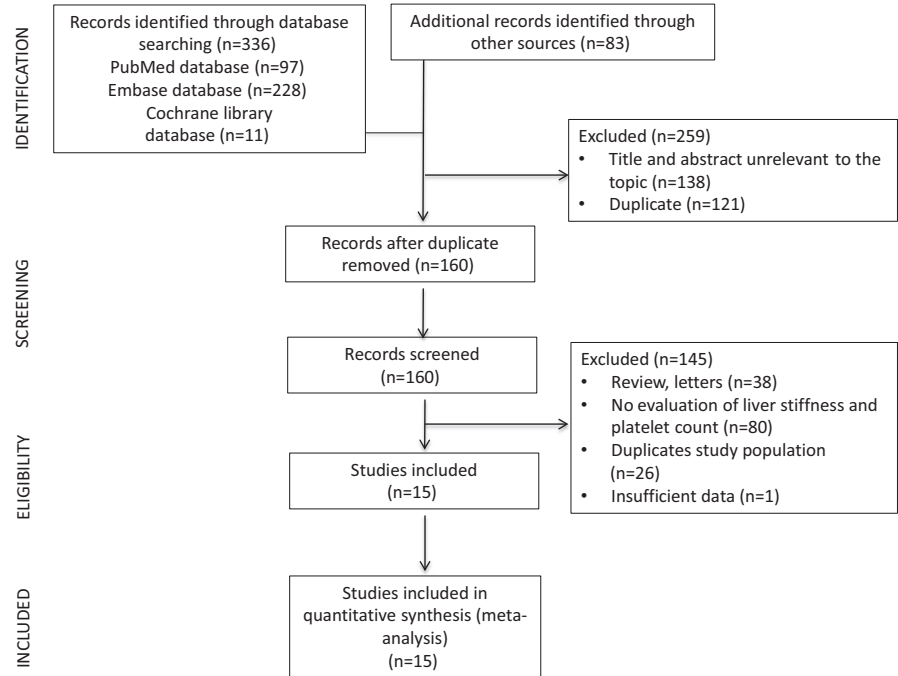 IDENTIFICATION
Records identified through database
searching (n=336)
PubMed database (n=97)
Embase database (n=228)
Cochrane library
database (n=11)
Additional records identified through
other sources (n=83)
Excluded (n=259)
• Title and abstract unrelevant to the
topic (n=138)
• Duplicate (n=121)
SCREENING
Records after duplicate
removed (n=160)
Records screened
(n=160)
Excluded (n=145)
• Review, letters (n=38)
• No evaluation of liver stiffness and
platelet count (n=80)
• Duplicates study population
(n=26)
• Insufficient data (n=1)
ELIGIBILITY
Studies included
(n=15)
INCLUDED
Studies included in
quantitative synthesis (meta-
analysis)
(n=15)